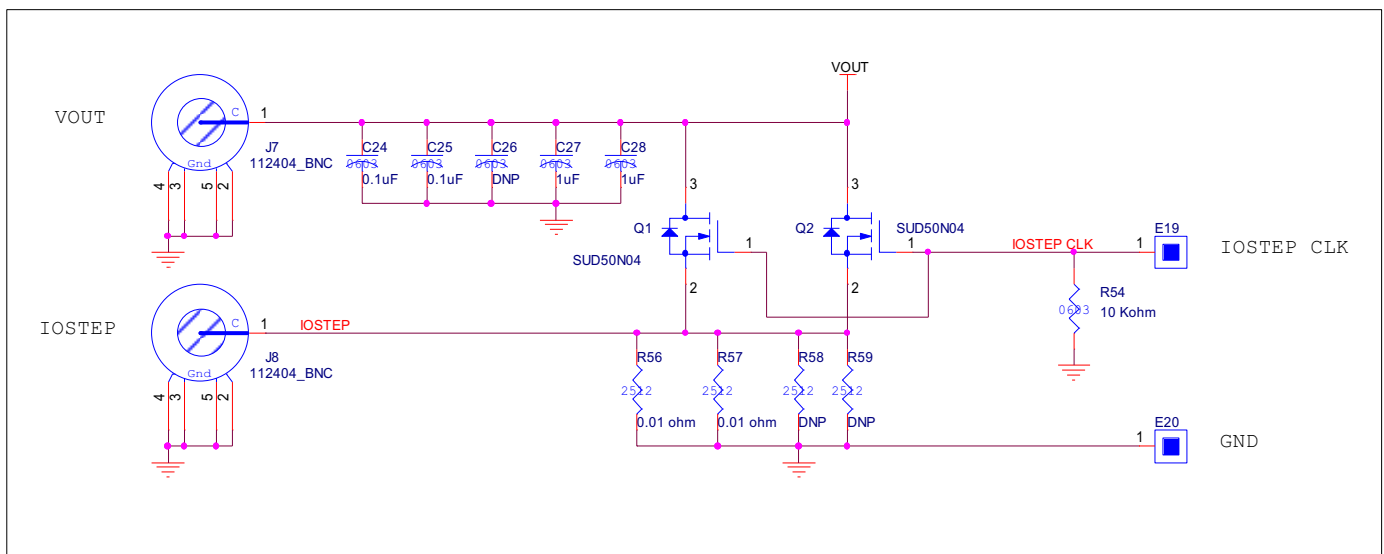 VOUT
VOUT
C
1
Gnd
J7
112404_BNC
4
3
5
2
C24
0603
0.1uF
C25
0603
0.1uF
C26
0603
DNP
C27
0603
1uF
C28
0603
1uF
3
Q1
1
SUD50N04
2
3
Q2
SUD50N04
1
2
IOSTEP CLK
1
E19
IOSTEP CLK
R54
0603
10 Kohm
IOSTEP
C
1
IOSTEP
Gnd
J8
112404_BNC
4
3
5
2
R56
2512
0.01 ohm
R57
2512
0.01 ohm
R58
2512
DNP
R59
2512
DNP
1
E20
GND